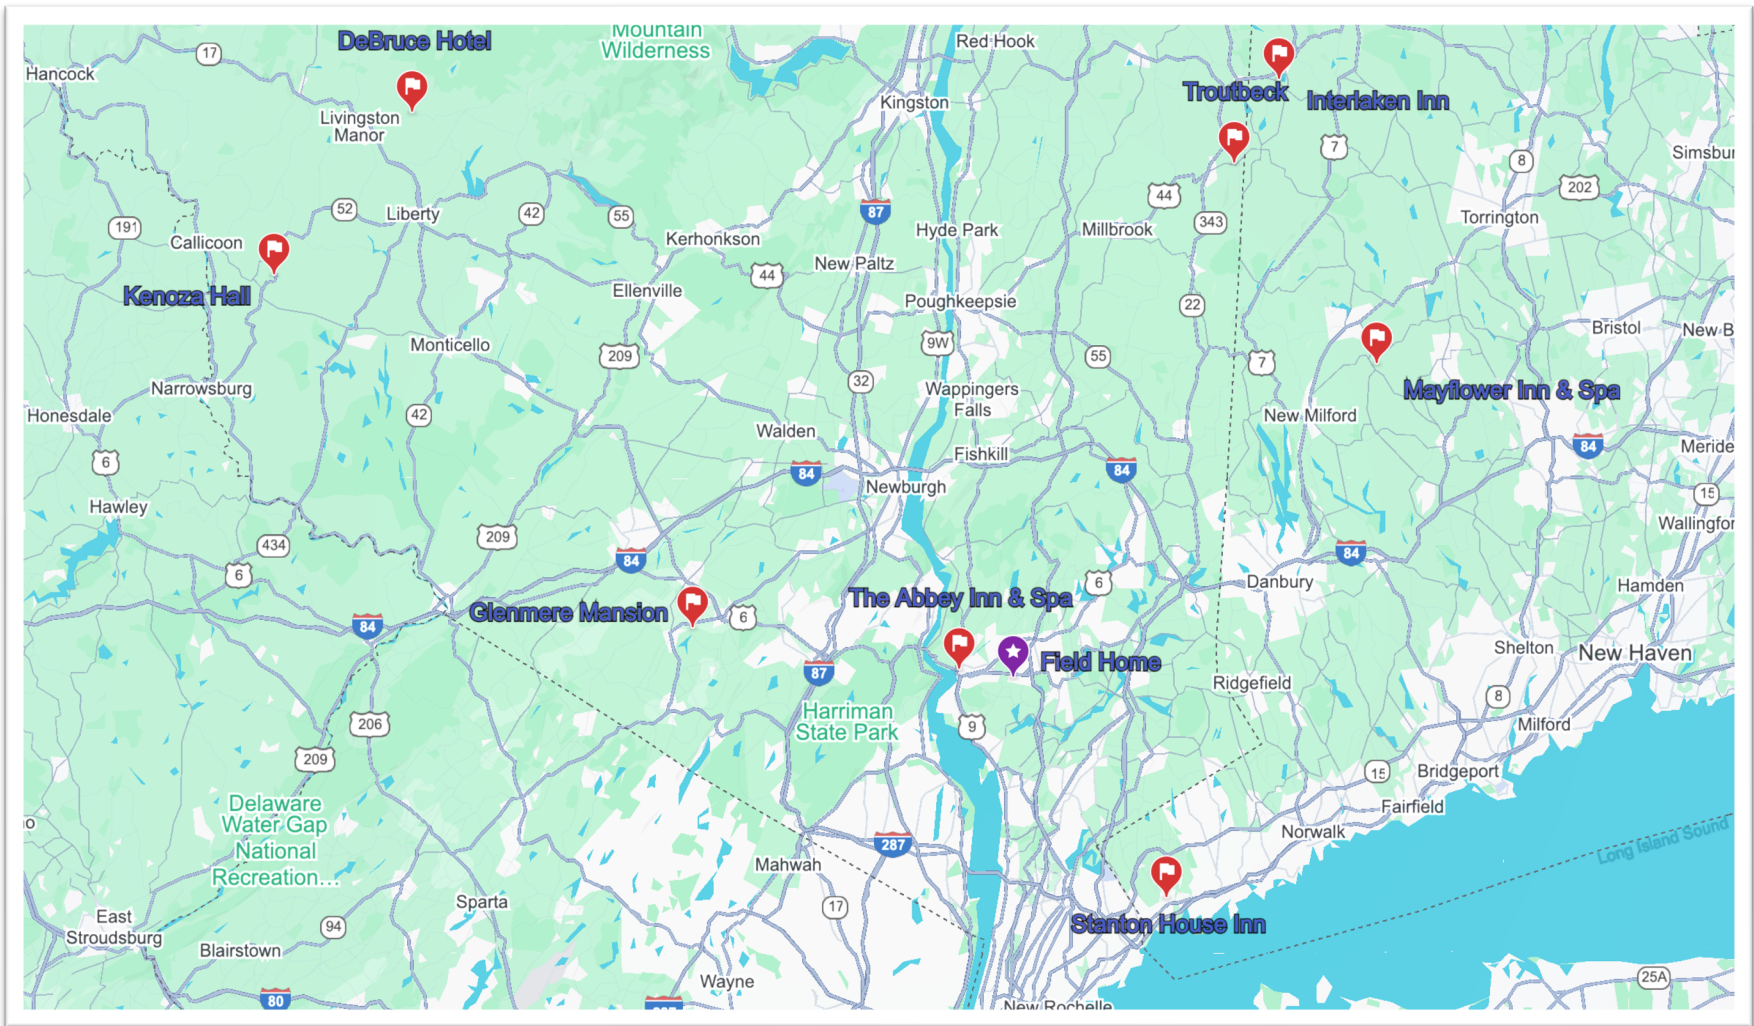 Mountain
Wilderness
DeBruce Hotel
Red Hook
17
Hancock
Livingston
Manor
Kingston
Troutbeck
Interlaken Inn
7
8
Simsbur
202
44
191
52
Liberty
42
55
87
343
Torrington
Callicoon
Kerhonkson
Hyde Park
Millbrook
New Paltz
44
Kenoza Hall
Ellenville
Poughkeepsie
22
Bristol
New B
Monticello
209
9W
55
7
Narrowsburg
32
Wappingers
Falls
Mayflower Inn & Spa
Honesdale
42
New Milford
Walden
6
84
Fishkill
84
84
Meride
Newburgh
15
Hawley
Wallingfor
434
209
84
84
6
The Abbey Inn & Spa
6
Danbury
Hamden
84
Glenmere Mansion
6
Field Home
Shelton
New Haven
87
Ridgefield
8
206
Harriman
State Park
9
Milford
209
15
Bridgeport
Delaware
Water Gap
National
Recreation...
Fairfield
Norwalk
Long Island Sound
287
Mahwah
Sparta
17
East
Stroudsburg
94
Stanton House Inn
Blairstown
Wayne
25A
80
New Rochelle